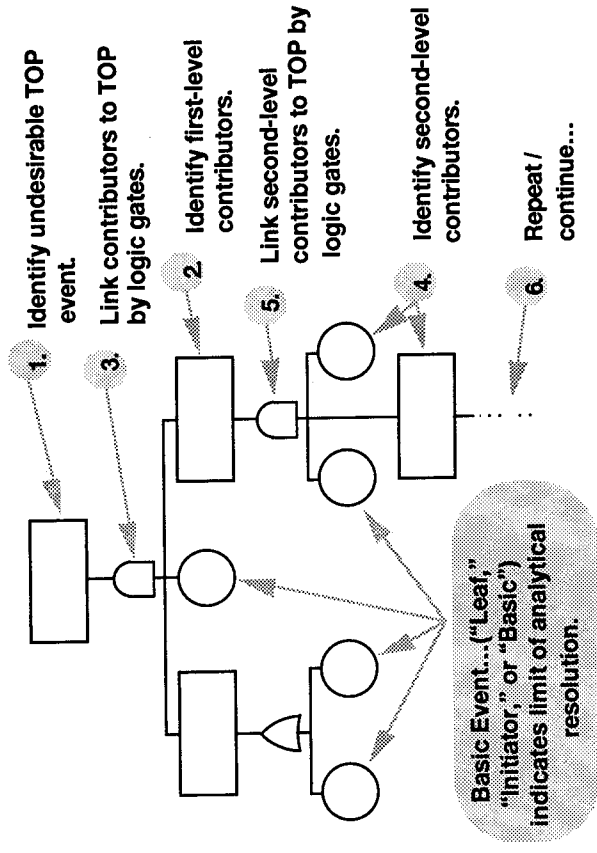 1. Identify undesirable TOP
event.
3. Link contributors to TOP
by logic gates.
2. Identify first-level
contributors.
5. Link second-level
contributors to TOP by
logic gates.
4. Identify second-level
contributors.
6. Repeat /
continue...
Basic Event...("Leaf,"
"Initiator," or "Basic")
indicates limit of analytical
resolution.